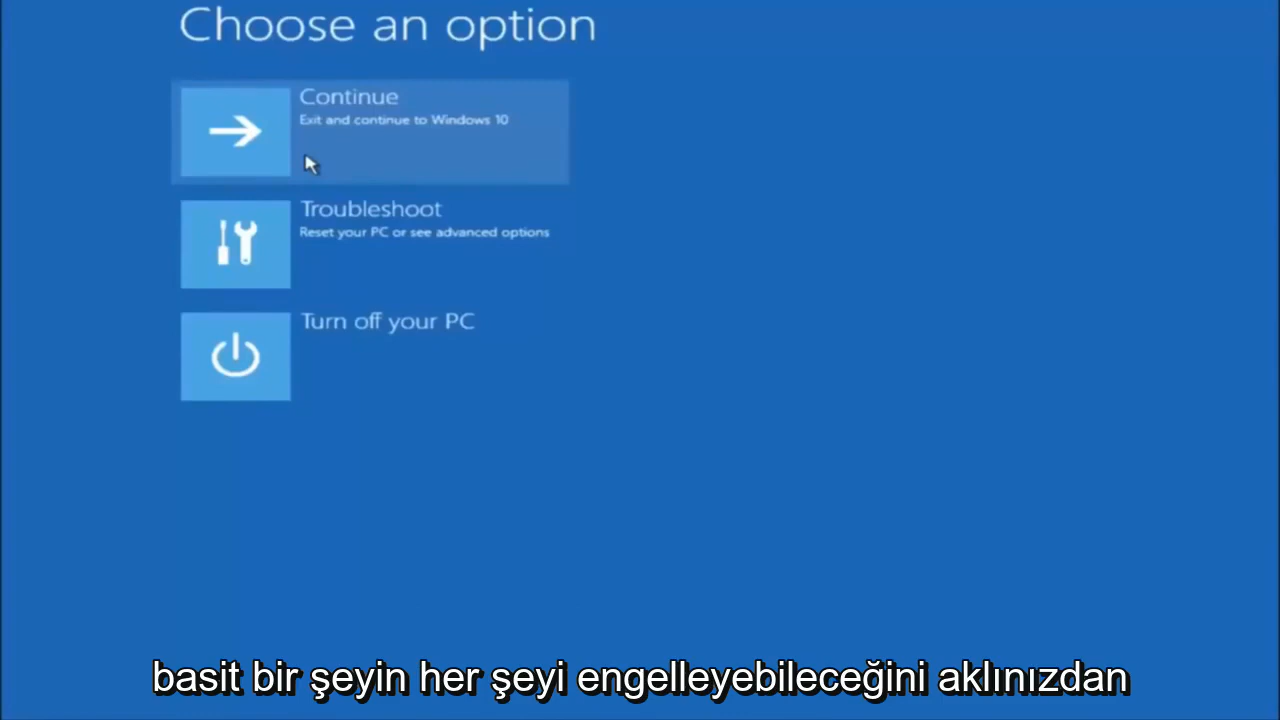 Choose an option
Continue
Exit and continue to Windows 10
Troubleshoot
Reset your PC or see advanced options
Turn off your PC
basit bir şeyin her şeyi engelleyebileceğini aklınızdan